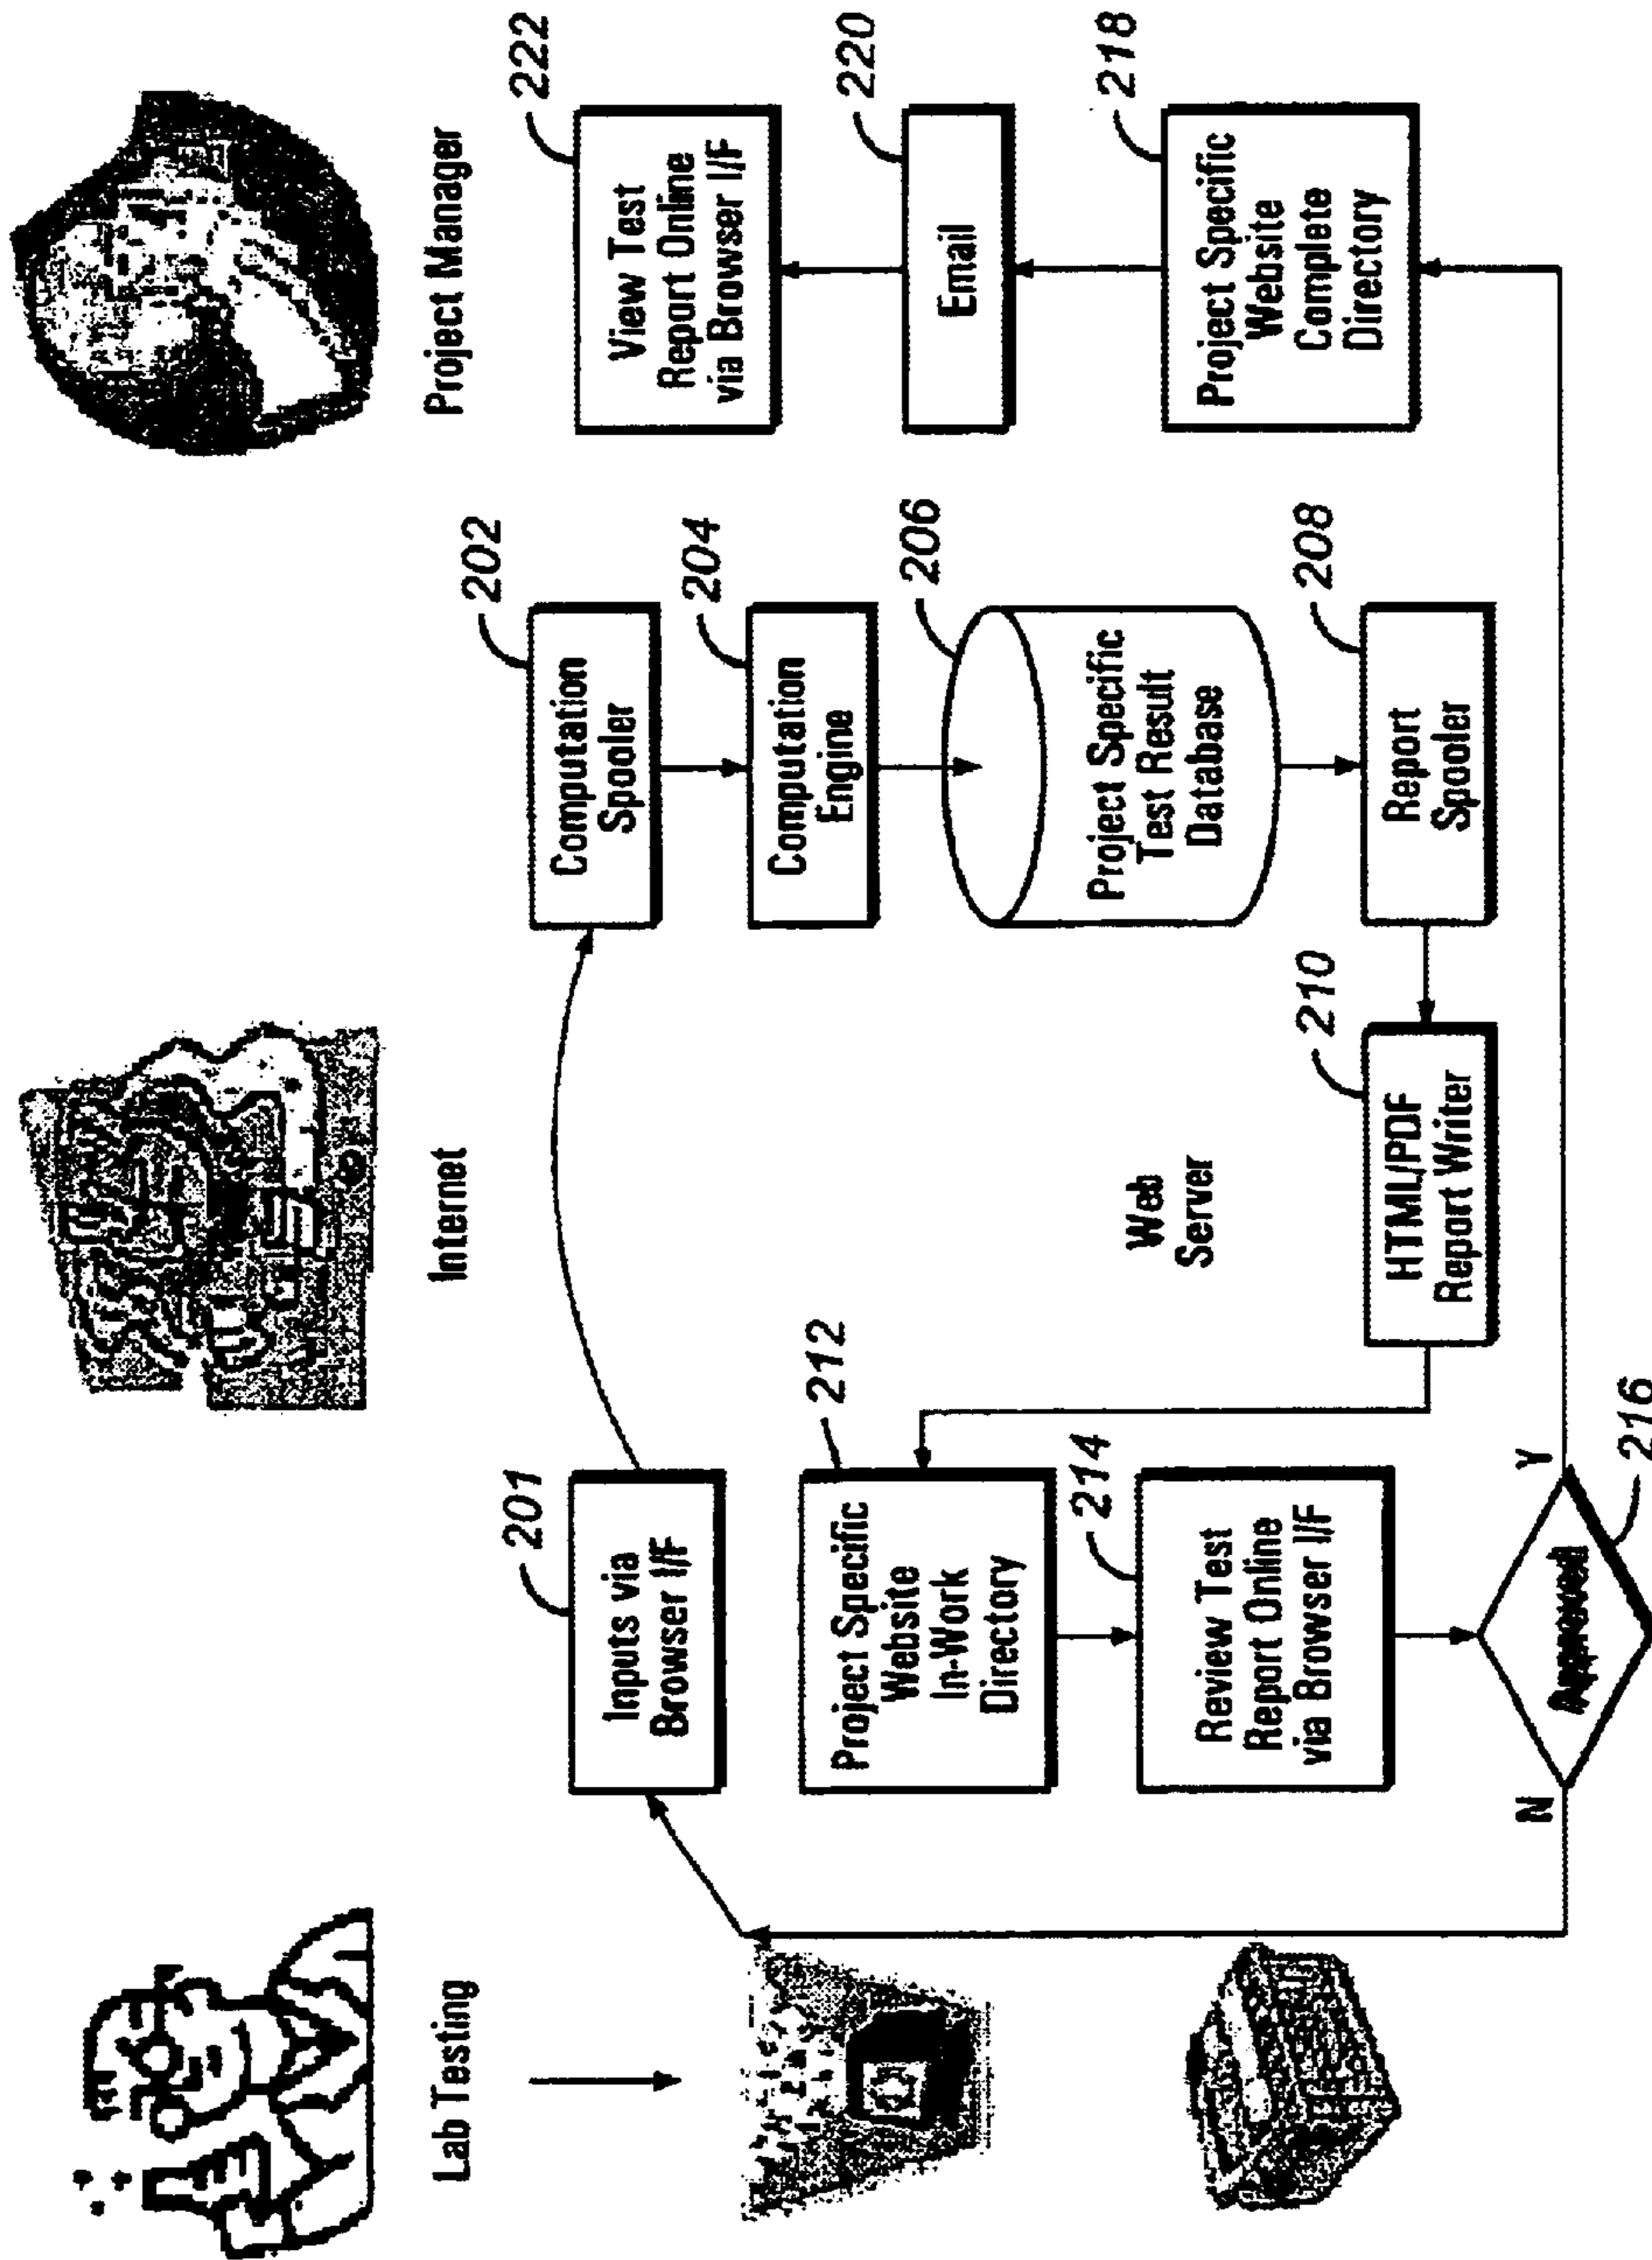 Lab Testing
Internet
Project Manager
201
Inputs via
Browser I/F
202
Computation
Spooler
204
Computation
Engine
206
Project Specific
Test Result
Database
208
Report
Spooler
210
HTML/PDF
Report Writer
Web
Server
212
Project Specific
Website
In-Work
Directory
214
Review Test
Report Online
via Browser I/F
Approved
216
N
Y
218
Project Specific
Website
Complete
Directory
220
Email
222
View Test
Report Online
via Browser I/F